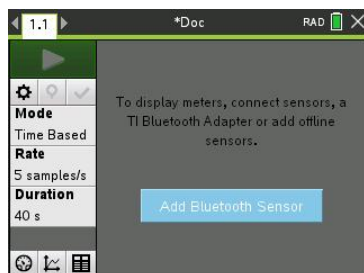 1.1
*Doc
RAD
Mode
Time Based
Rate
5 samples/s
Duration
40 s
To display meters, connect sensors, a
TI Bluetooth Adapter or add offline
sensors.
Add Bluetooth Sensor